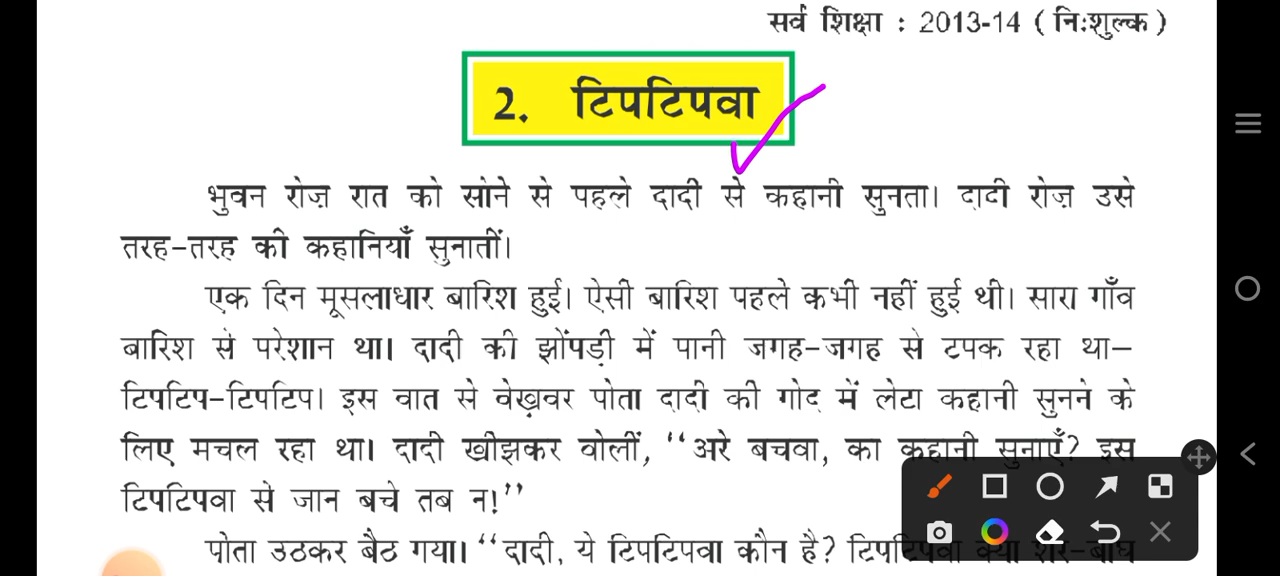 सर्व शिक्षा : 2013-14 ( निःशुल्क )
2. टिपटिपवा
भुवन रोज़ रात को सोने से पहले दादी से कहानी सुनता। दादी रोज़ उसे
तरह-तरह की कहानियाँ सुनातीं।
एक दिन मूसलाधार बारिश हुई। ऐसी बारिश पहले कभी नहीं हुई थी। सारा गाँव
बारिश से परेशान था। दादी की झोंपड़ी में पानी जगह-जगह से टपक रहा था–
टिपटिप-टिपटिप। इस बात से बेख़बर पोता दादी की गोद में लेटा कहानी सुनने के
लिए मचल रहा था। दादी खीझकर बोलीं, ‘‘अरे बचवा, का कहानी सुनाएँ? इस
टिपटिपवा से जान बचे तब न!’’
पोता उठकर बैठ गया। ‘‘दादी, ये टिपटिपवा कौन है? टिपटिपवा क्या शेर-बाघ